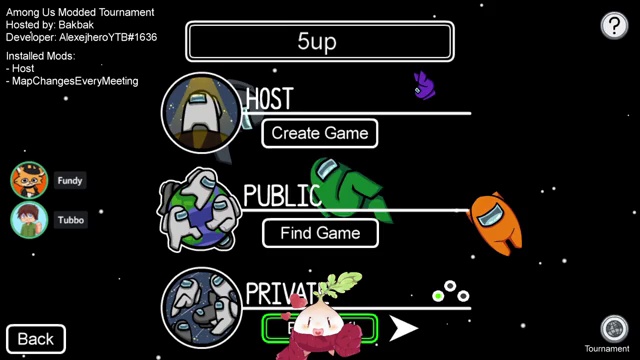 Among Us Modded Tournament
Hosted by: Bakbak
Developer: AlexejheroYTB#1636
Installed Mods:
- Host
- MapChangesEveryMeeting
5up
?
HOST
Create Game
PUBLIC
Find Game
Fundy
Tubbo
PRIVATE
Back
Tournament